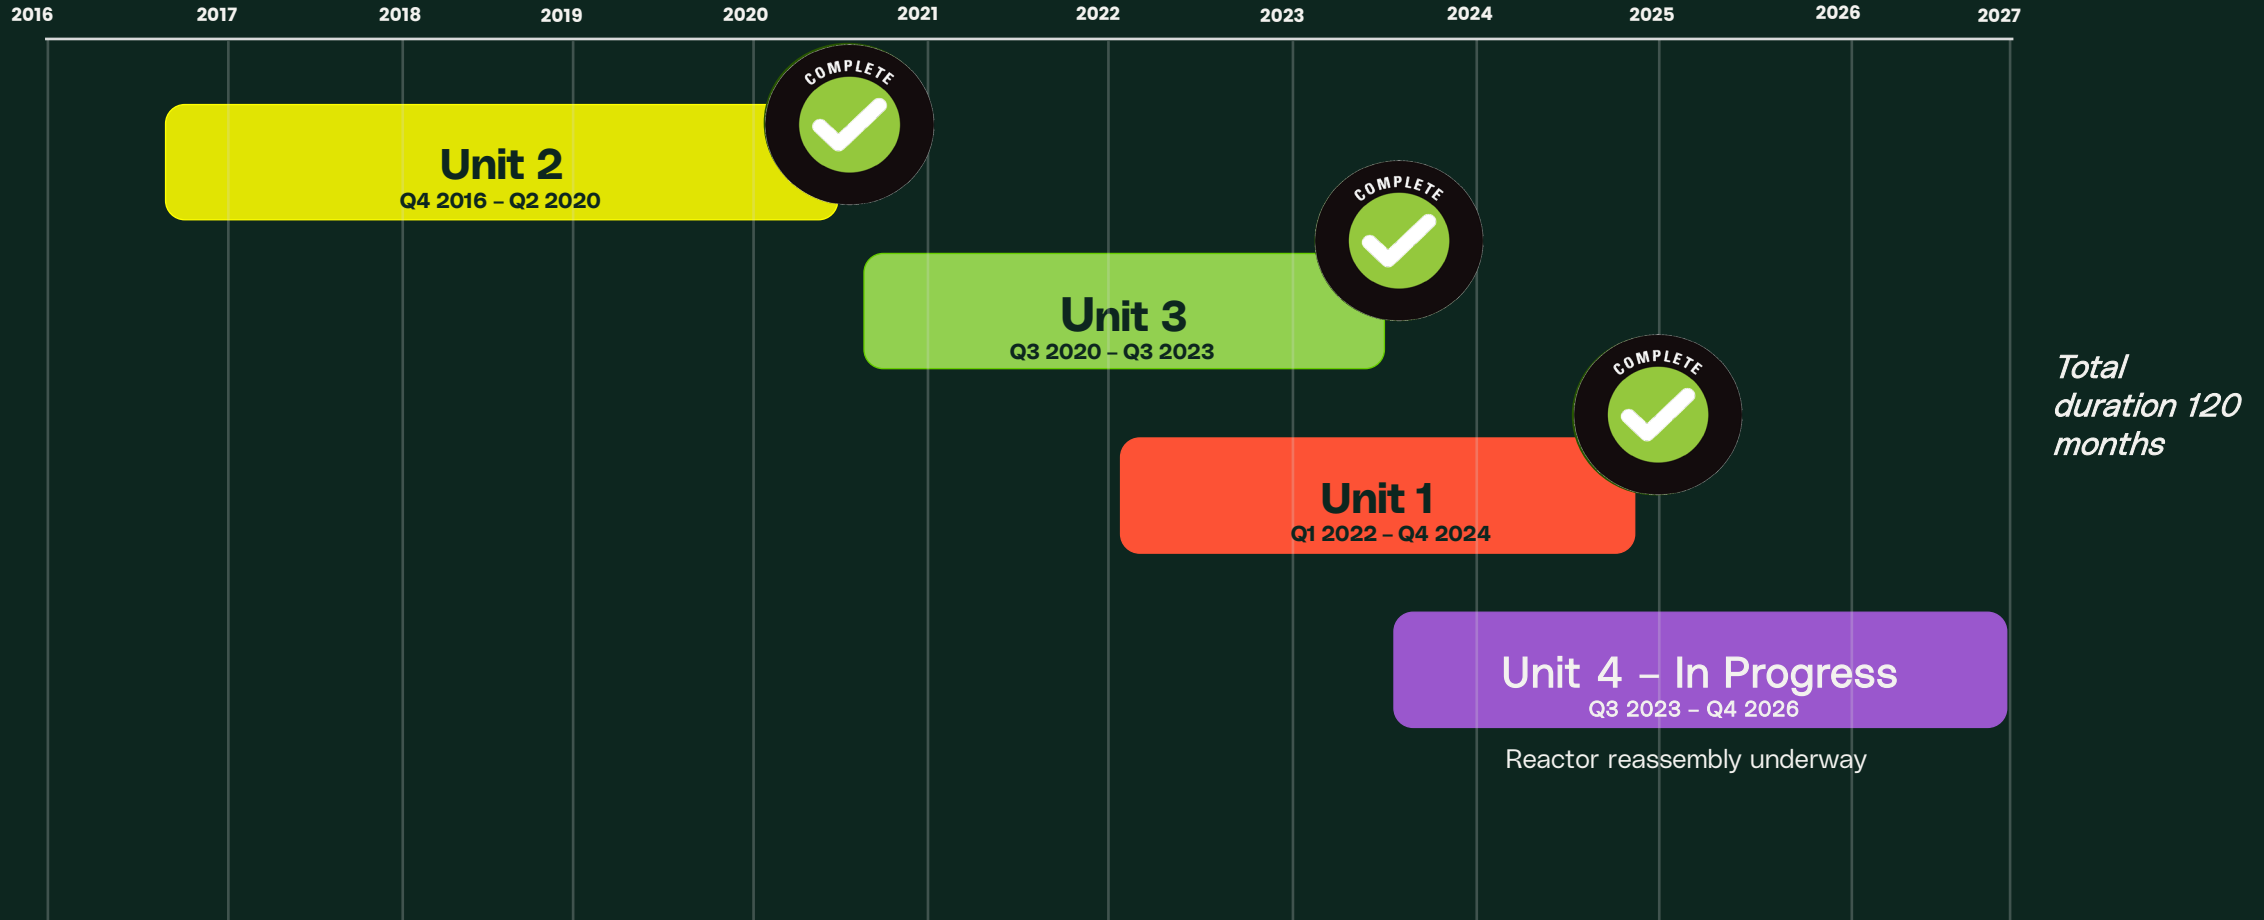 2016 2017 2018 2019 2020 2021 2022 2023 2024 2025 2026 2027
COMPLETE
Unit 2
Q4 2016 – Q2 2020
COMPLETE
Unit 3
Q3 2020 – Q3 2023
COMPLETE
Unit 1
Q1 2022 – Q4 2024
Total
duration 120
months
Unit 4 – In Progress
Q3 2023 – Q4 2026
Reactor reassembly underway